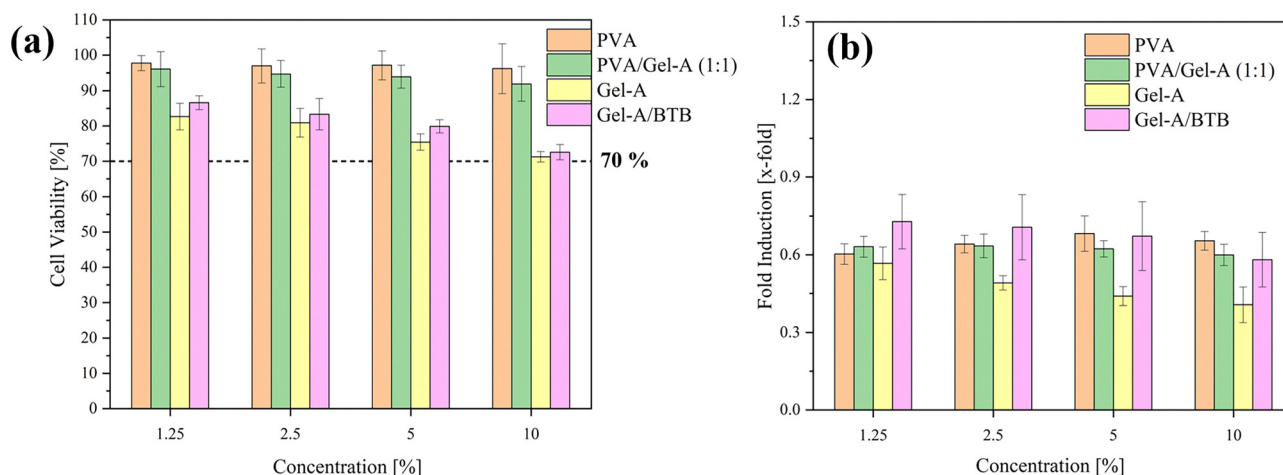 (a)
Cell Viability [%]
110
100
90
80
70
60
50
40
30
20
10
0
1.25
2.5
5
10
Concentration [%]
PVA
PVA/Gel-A (1:1)
Gel-A
Gel-A/BTB
70 %
(b)
Fold Induction [x-fold]
1.5
1.2
0.9
0.6
0.3
0.0
1.25
2.5
5
10
Concentration [%]
PVA
PVA/Gel-A (1:1)
Gel-A
Gel-A/BTB